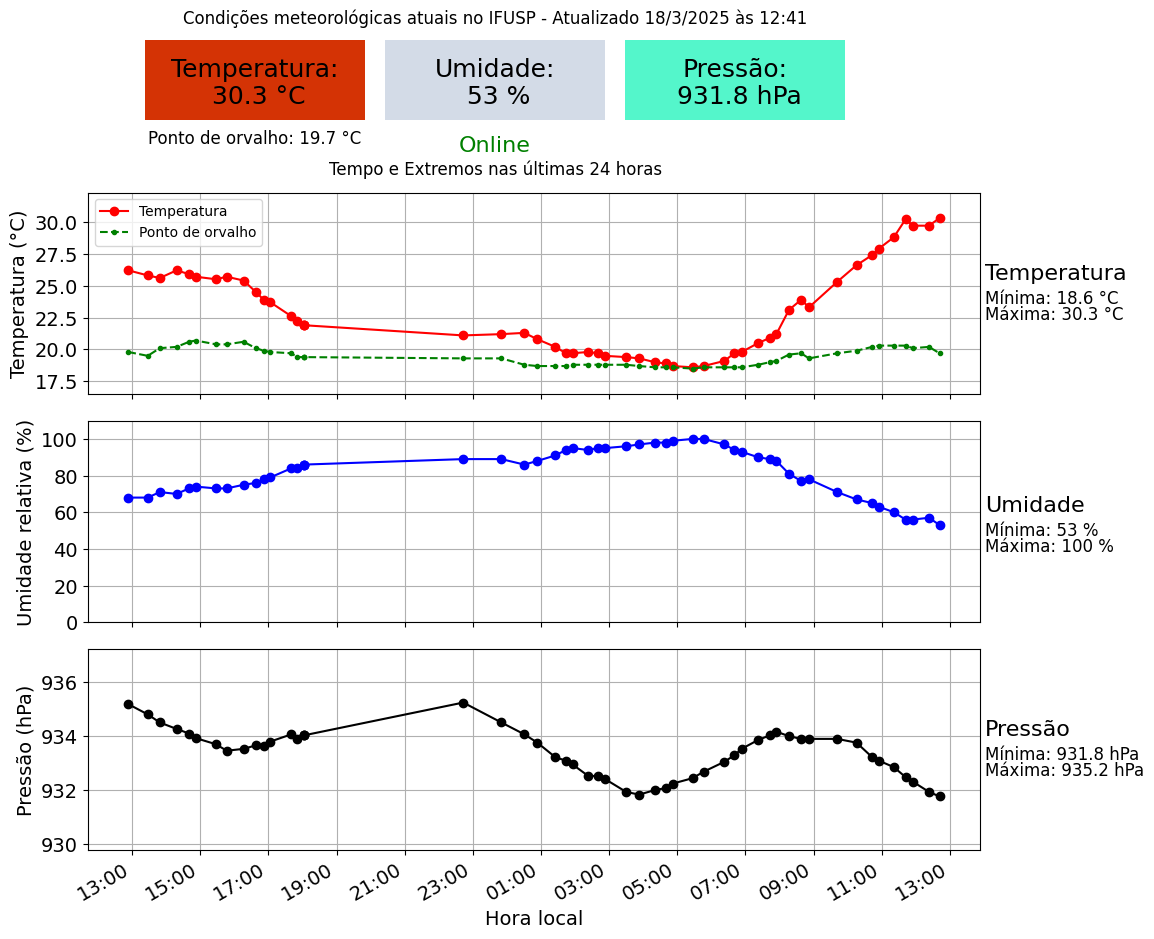 Condições meteorológicas atuais no IFUSP - Atualizado 18/3/2025 às 12:41
Temperatura:
30.3 °C
Umidade:
53 %
Pressão:
931.8 hPa
Ponto de orvalho: 19.7 °C
Online
Tempo e Extremos nas últimas 24 horas
Temperatura (°C)
30.0
27.5
25.0
22.5
20.0
17.5
Temperatura
Ponto de orvalho
Temperatura
Mínima: 18.6 °C
Máxima: 30.3 °C
Umidade relativa (%)
100
80
60
40
20
0
Umidade
Mínima: 53 %
Máxima: 100 %
Pressão (hPa)
936
934
932
930
Pressão
Mínima: 931.8 hPa
Máxima: 935.2 hPa
13:00
15:00
17:00
19:00
21:00
23:00
01:00
03:00
05:00
07:00
09:00
11:00
13:00
Hora local